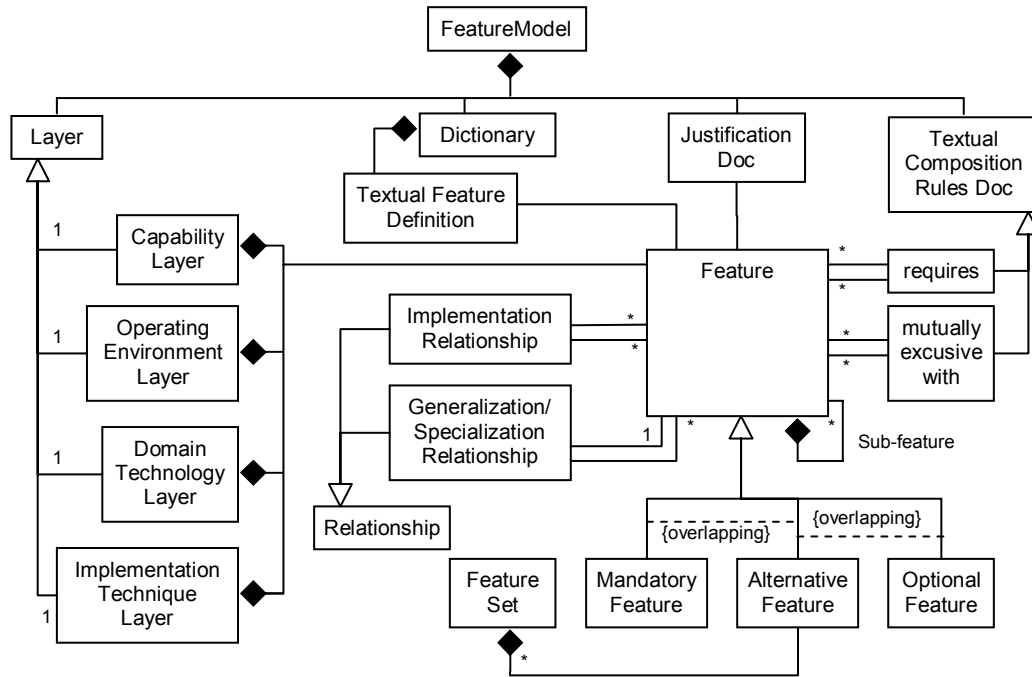 FeatureModel
Layer
Dictionary
Justification
Doc
Textual
Composition
Rules Doc
Textual Feature
Definition
1
Capability
Layer
Feature
*
*
requires
1
Operating
Environment
Layer
Implementation
Relationship
*
*
*
*
mutually
excusive
with
Generalization/
Specialization
Relationship
1
*
*
Sub-feature
1
Domain
Technology
Layer
Relationship
{overlapping}
{overlapping}
1
Implementation
Technique
Layer
Feature
Set
*
Mandatory
Feature
Alternative
Feature
Optional
Feature